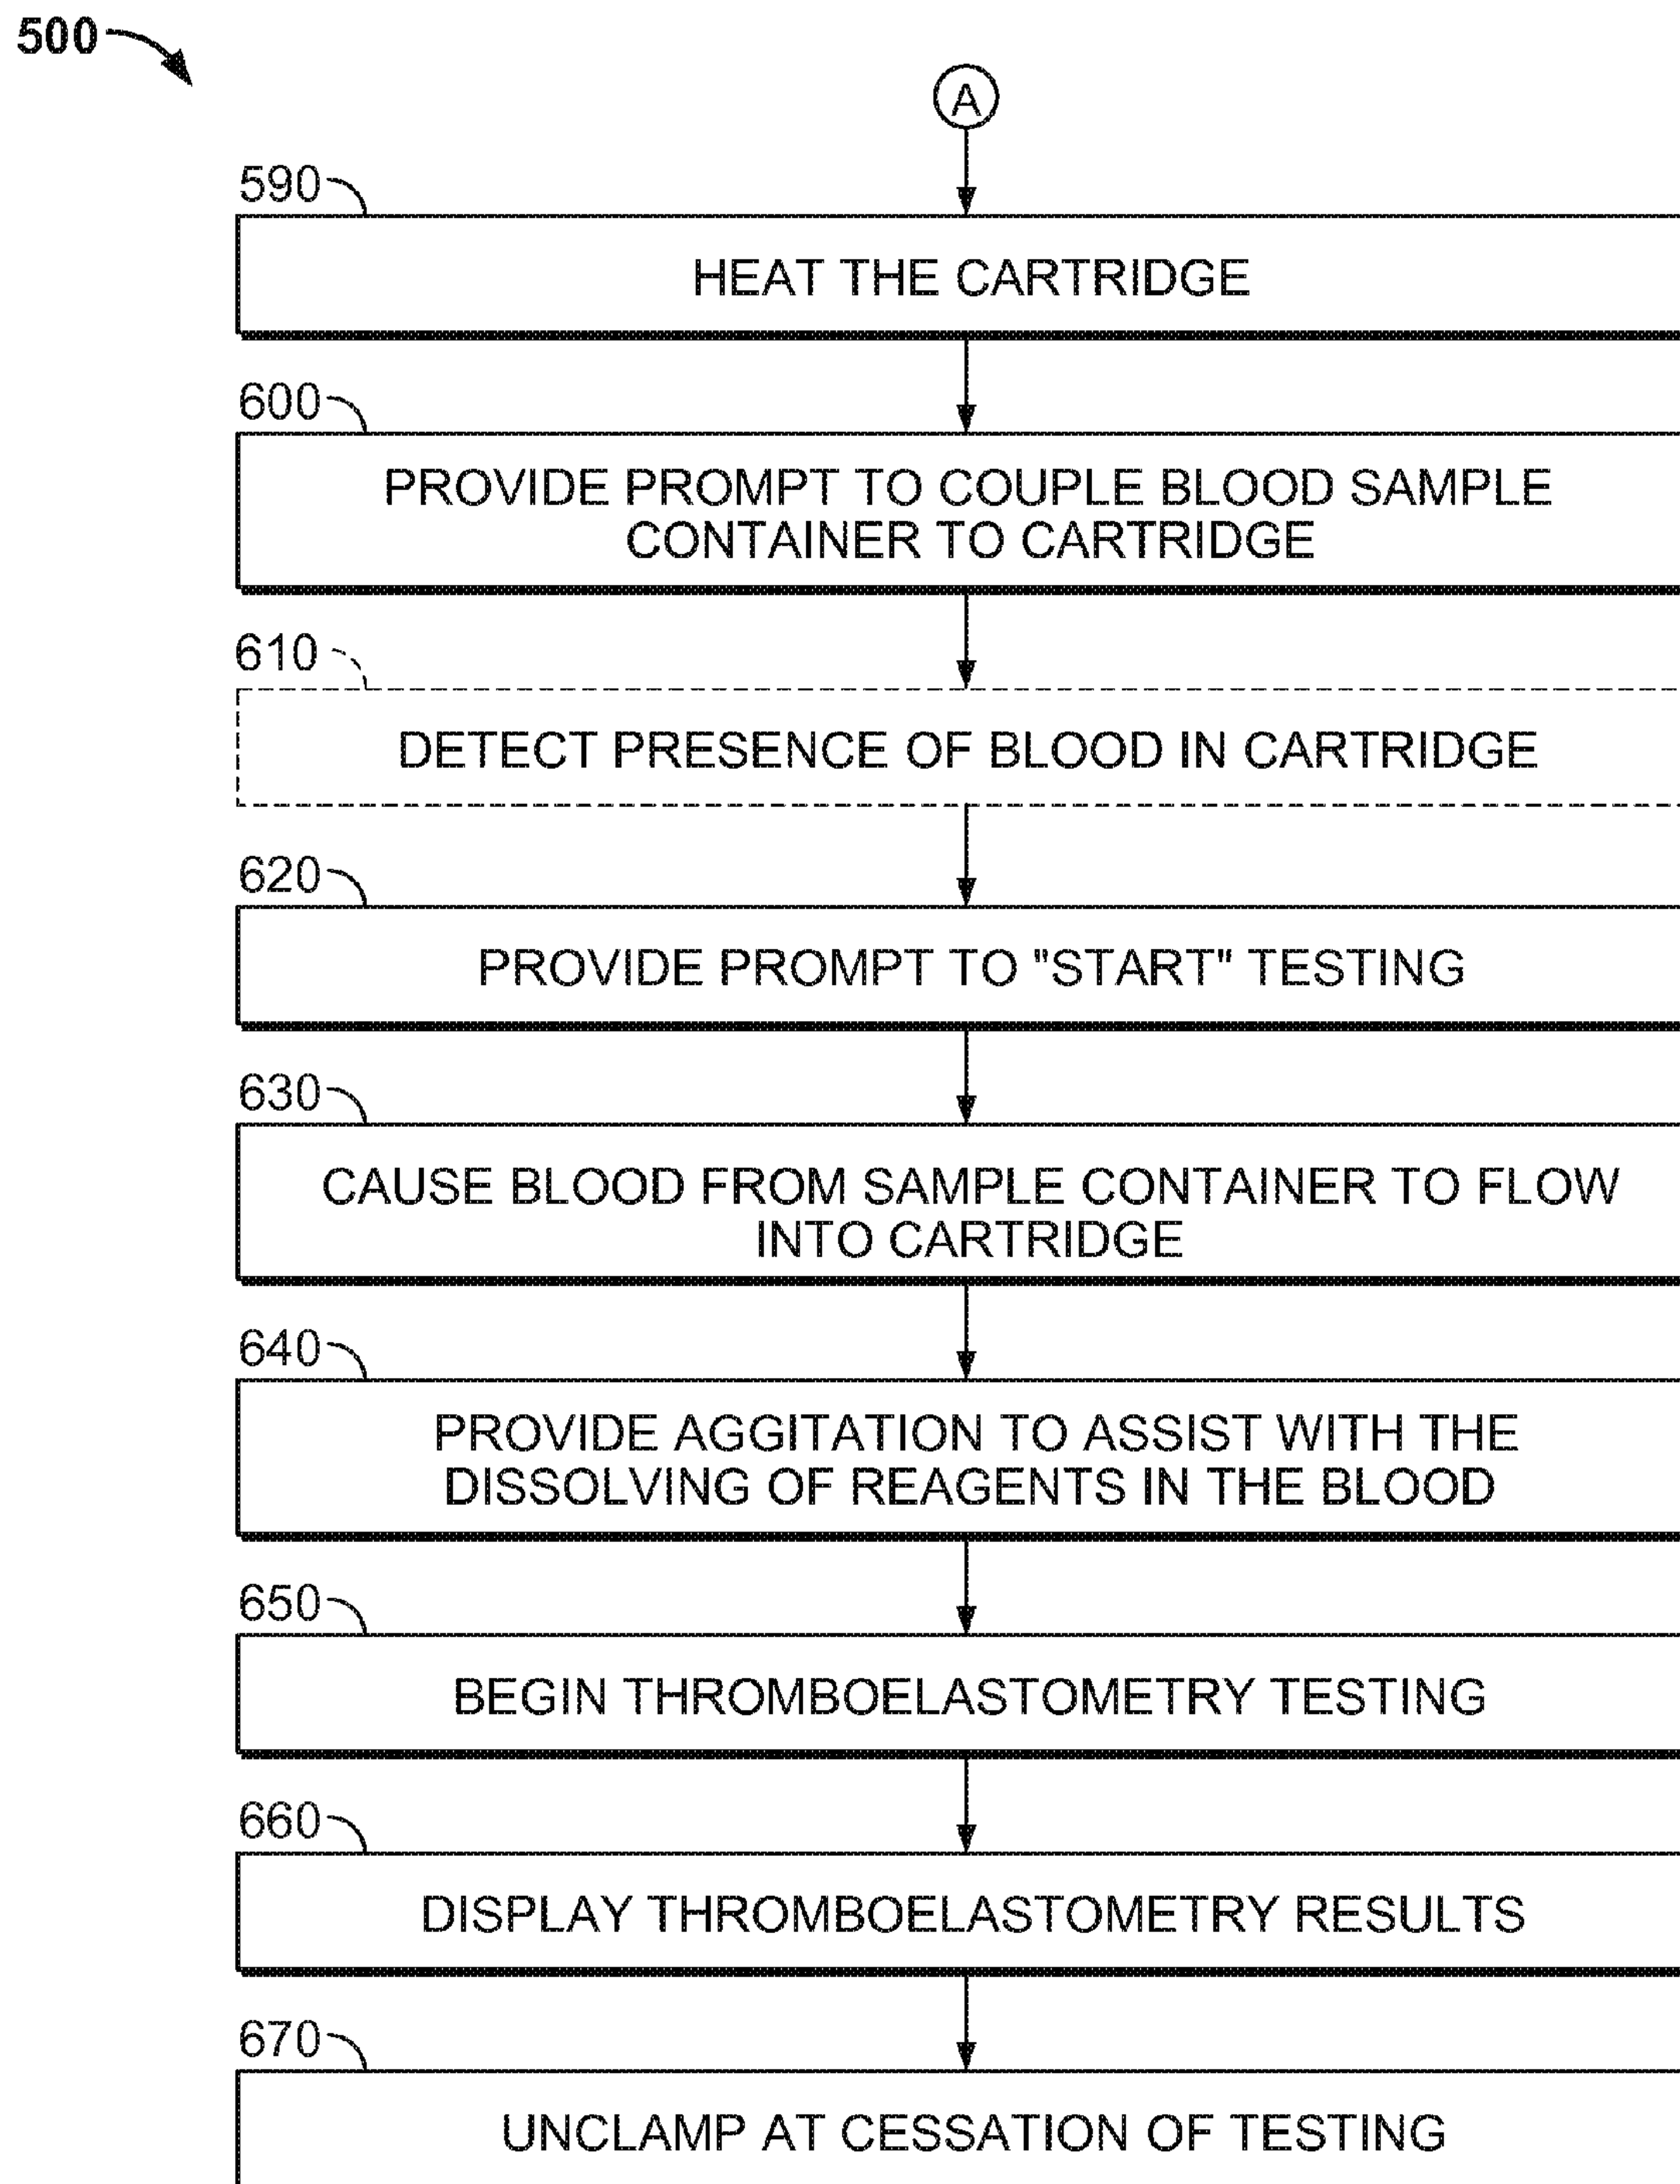 500
A
590
HEAT THE CARTRIDGE
600
PROVIDE PROMPT TO COUPLE BLOOD SAMPLE
CONTAINER TO CARTRIDGE
610
DETECT PRESENCE OF BLOOD IN CARTRIDGE
620
PROVIDE PROMPT TO "START" TESTING
630
CAUSE BLOOD FROM SAMPLE CONTAINER TO FLOW
INTO CARTRIDGE
640
PROVIDE AGGITATION TO ASSIST WITH THE
DISSOLVING OF REAGENTS IN THE BLOOD
650
BEGIN THROMBOELASTOMETRY TESTING
660
DISPLAY THROMBOELASTOMETRY RESULTS
670
UNCLAMP AT CESSATION OF TESTING